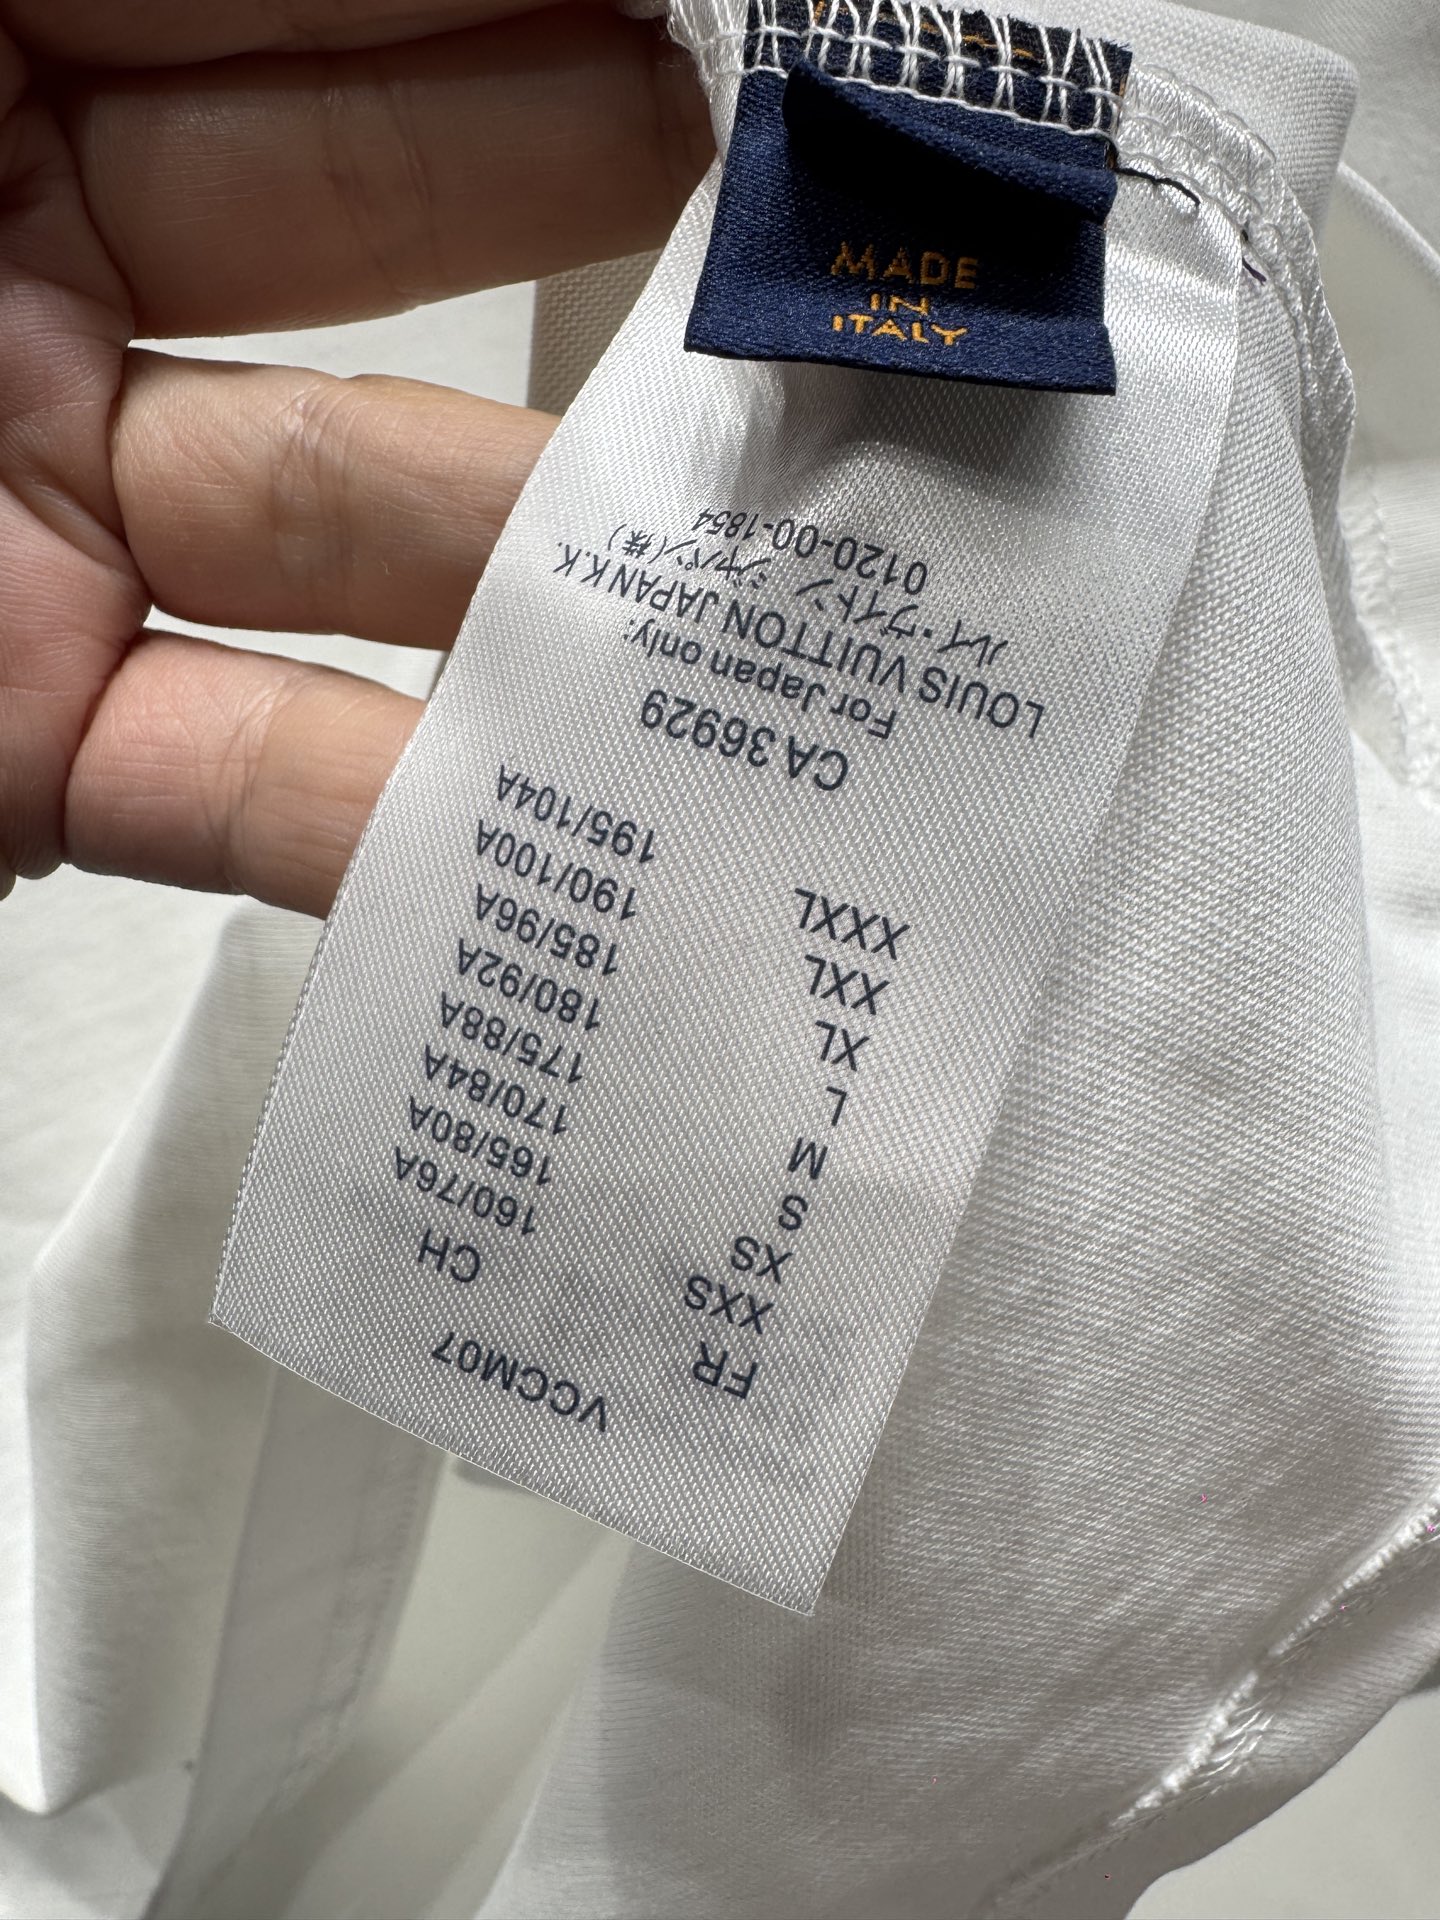 MADE
IN
ITALY
VCCM07
FR CH
XXS 160/76A
XS 165/80A
S 170/84A
M 175/88A
L 180/92A
XL 185/96A
XXL 190/100A
XXXL 195/104A
CA 36929
For Japan only:
LOUIS VUITTON JAPAN K.K.
ルイ・ヴィトン ジャパン(株)
0120-00-1854